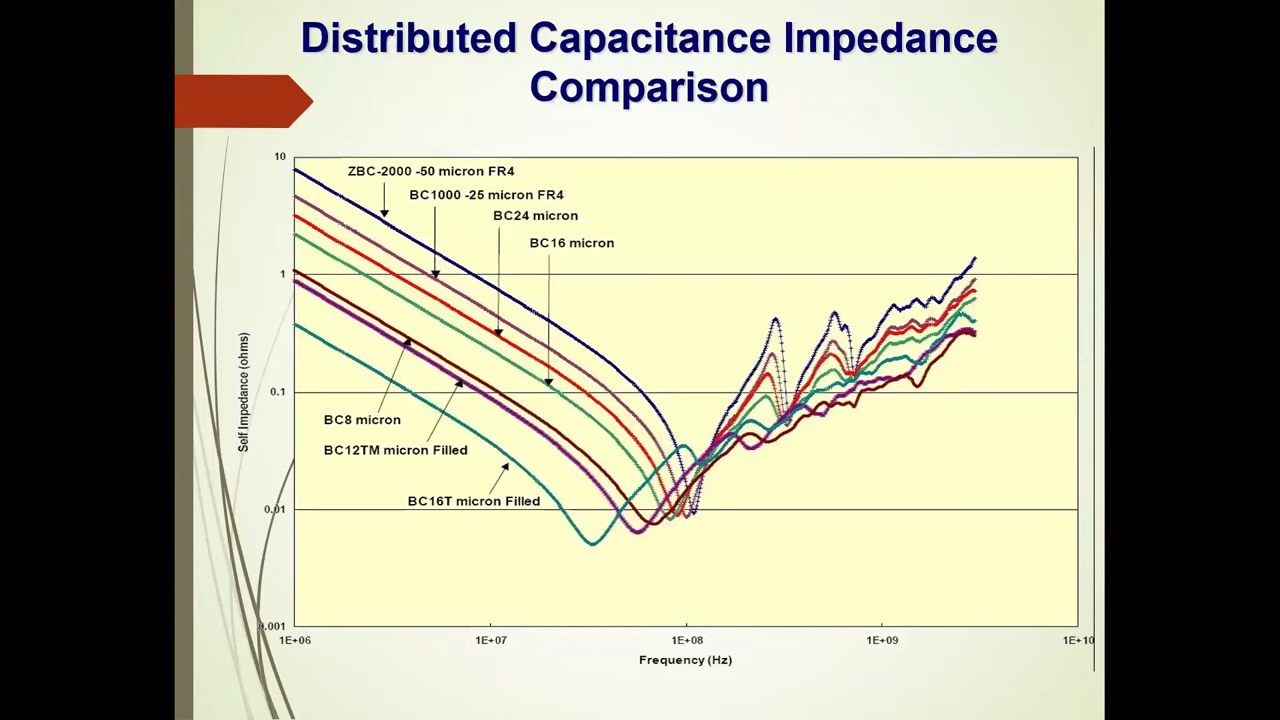 Distributed Capacitance Impedance
Comparison
10
1
0.1
0.01
0.001
Self Impedance (ohms)
ZBC-2000 -50 micron FR4
BC1000 -25 micron FR4
BC24 micron
BC16 micron
BC8 micron
BC12TM micron Filled
BC16T micron Filled
1E+06
1E+07
1E+08
1E+09
1E+10
Frequency (Hz)